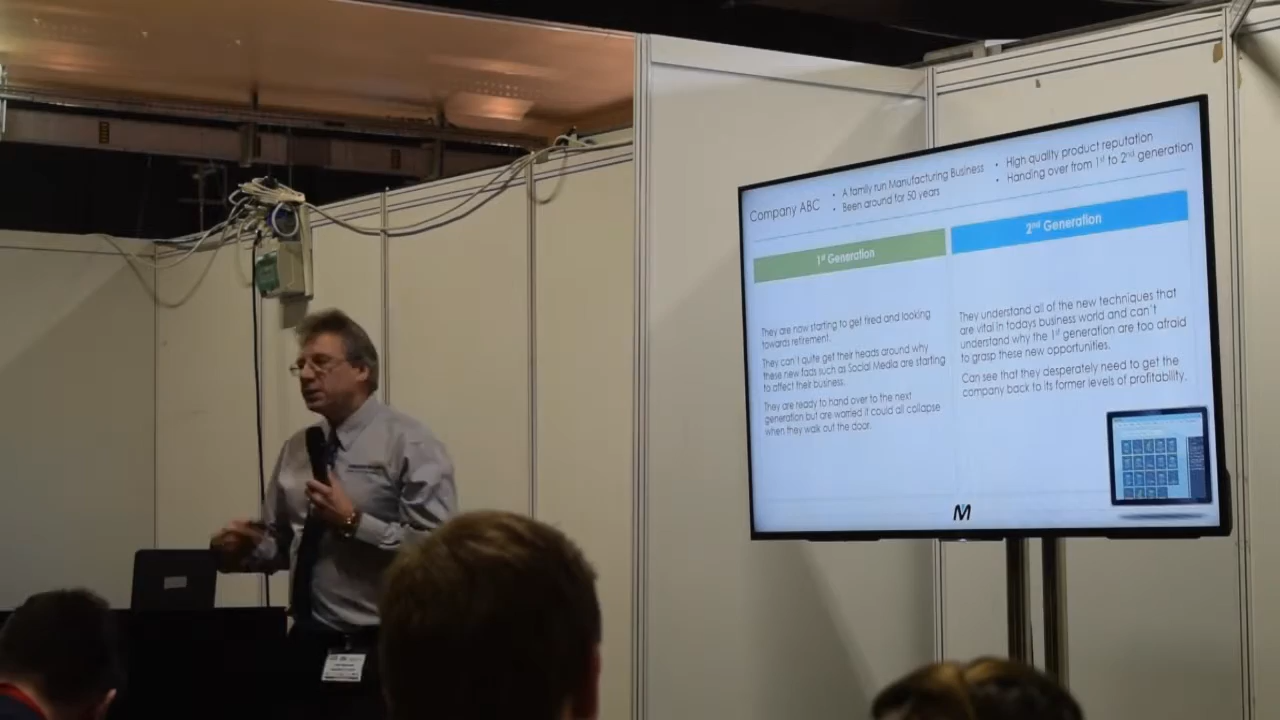 Company ABC
• A family run Manufacturing Business
• Been around for 50 years
• High quality product reputation
• Handing over from 1st to 2nd generation
1st Generation
They are now starting to get tired and looking
towards retirement.
They can't quite get their heads around why
these new fads such as Social Media are starting
to affect their business.
They are ready to hand over to the next
generation but are worried it could all collapse
when they walk out the door.
2nd Generation
They understand all of the new techniques that
are vital in todays business world and can't
understand why the 1st generation are too afraid
to grasp these new opportunities.
Can see that they desperately need to get the
company back to its former levels of profitability.
M